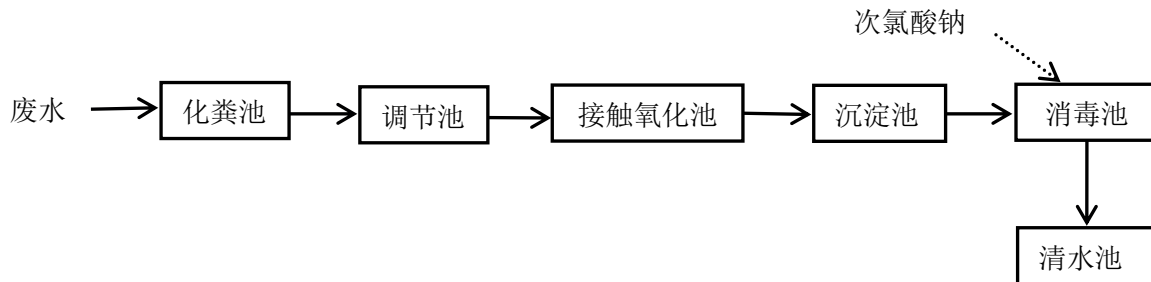 次氯酸钠
废水
化粪池
调节池
接触氧化池
沉淀池
消毒池
清水池